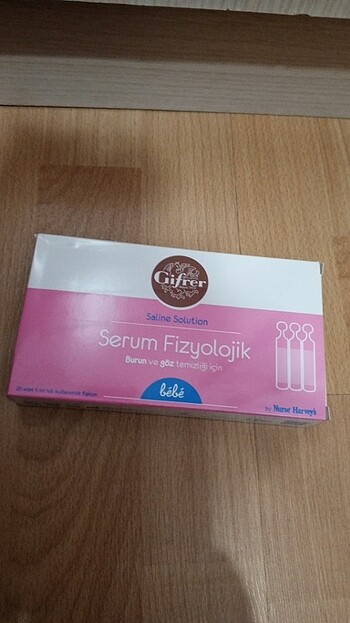 Gifrer
Saline Solution
Serum Fizyolojik
Burun ve göz temizliği için
bébé
by Nurse Harvey's